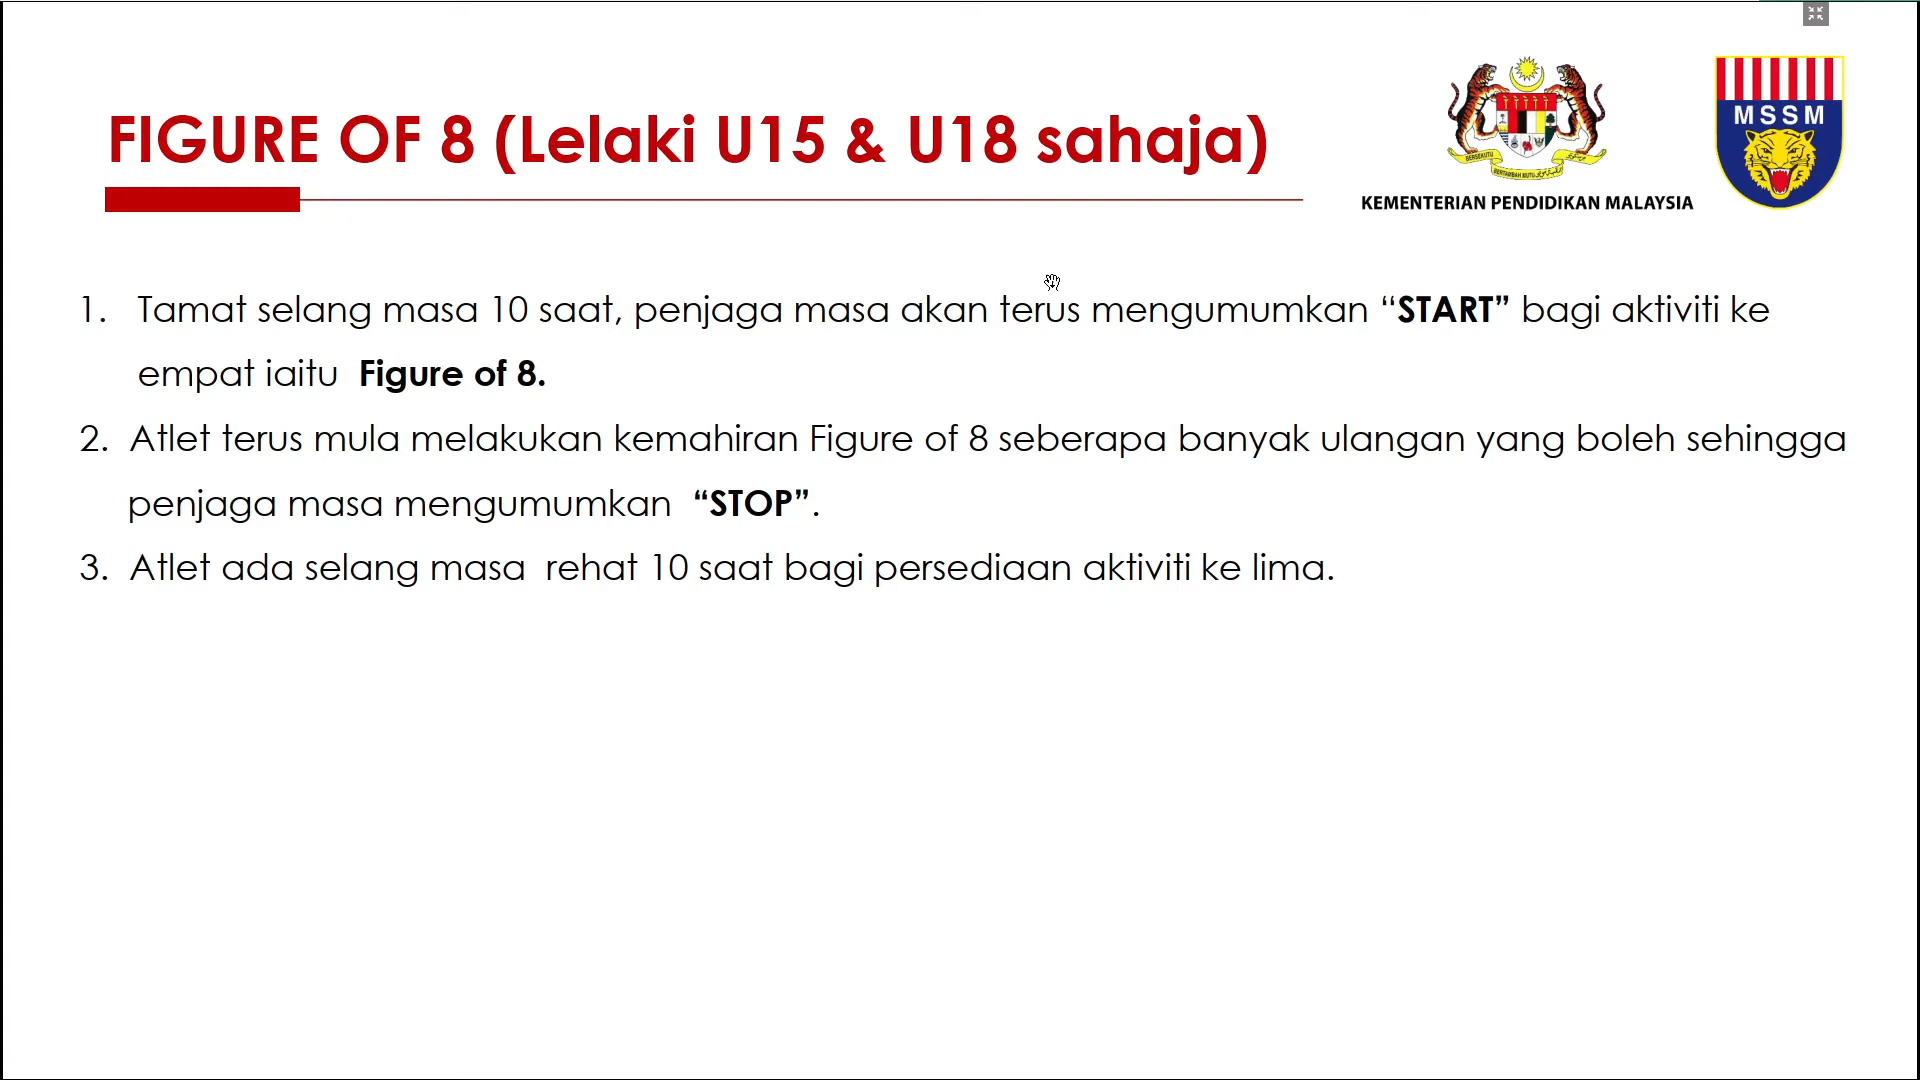 FIGURE OF 8 (Lelaki U15 & U18 sahaja)
KEMENTERIAN PENDIDIKAN MALAYSIA
MSSM
1. Tamat selang masa 10 saat, penjaga masa akan terus mengumumkan “START” bagi aktiviti ke
empat iaitu Figure of 8.
2. Atlet terus mula melakukan kemahiran Figure of 8 seberapa banyak ulangan yang boleh sehingga
penjaga masa mengumumkan “STOP”.
3. Atlet ada selang masa rehat 10 saat bagi persediaan aktiviti ke lima.